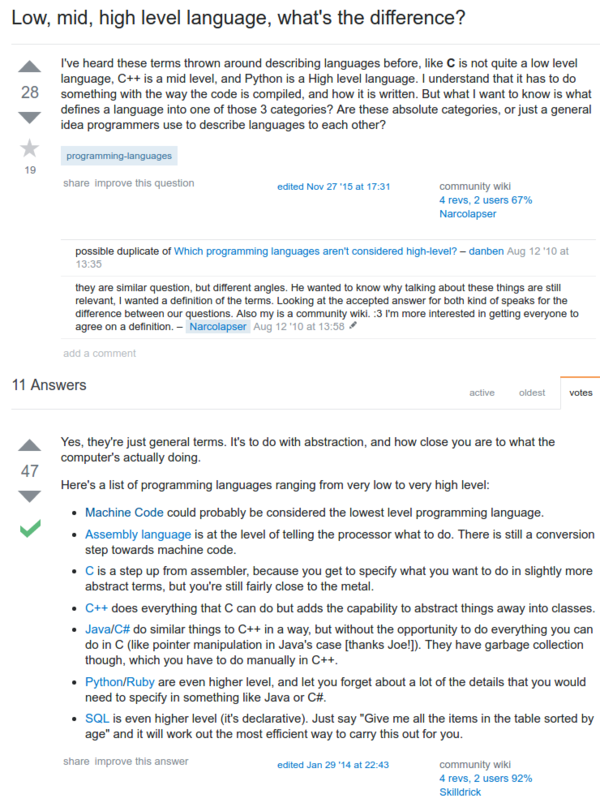 Low, mid, high level language, what's the difference?
I've heard these terms thrown around describing languages before, like C is not quite a low level
language, C++ is a mid level, and Python is a High level language. I understand that it has to do
something with the way the code is compiled, and how it is written. But what I want to know is what
defines a language into one of those 3 categories? Are these absolute categories, or just a general
idea programmers use to describe languages to each other?
28
19
programming-languages
share improve this question
edited Nov 27 '15 at 17:31
community wiki
4 revs, 2 users 67%
Narcolapser
possible duplicate of Which programming languages aren't considered high-level? – danben Aug 12 '10 at
13:35
they are similar question, but different angles. He wanted to know why talking about these things are still
relevant, I wanted a definition of the terms. Looking at the accepted answer for both kind of speaks for the
difference between our questions. Also my is a community wiki. :3 I'm more interested in getting everyone to
agree on a definition. – Narcolapser Aug 12 '10 at 13:58
add a comment
11 Answers
active oldest votes
Yes, they're just general terms. It's to do with abstraction, and how close you are to what the
computer's actually doing.
47
Here's a list of programming languages ranging from very low to very high level:
• Machine Code could probably be considered the lowest level programming language.
• Assembly language is at the level of telling the processor what to do. There is still a conversion
step towards machine code.
• C is a step up from assembler, because you get to specify what you want to do in slightly more
abstract terms, but you're still fairly close to the metal.
• C++ does everything that C can do but adds the capability to abstract things away into classes.
• Java/C# do similar things to C++ in a way, but without the opportunity to do everything you can
do in C (like pointer manipulation in Java's case [thanks Joe!]). They have garbage collection
though, which you have to do manually in C++.
• Python/Ruby are even higher level, and let you forget about a lot of the details that you would
need to specify in something like Java or C#.
• SQL is even higher level (it's declarative). Just say "Give me all the items in the table sorted by
age" and it will work out the most efficient way to carry this out for you.
share improve this answer
edited Jan 29 '14 at 22:43
community wiki
4 revs, 2 users 92%
Skilldrick